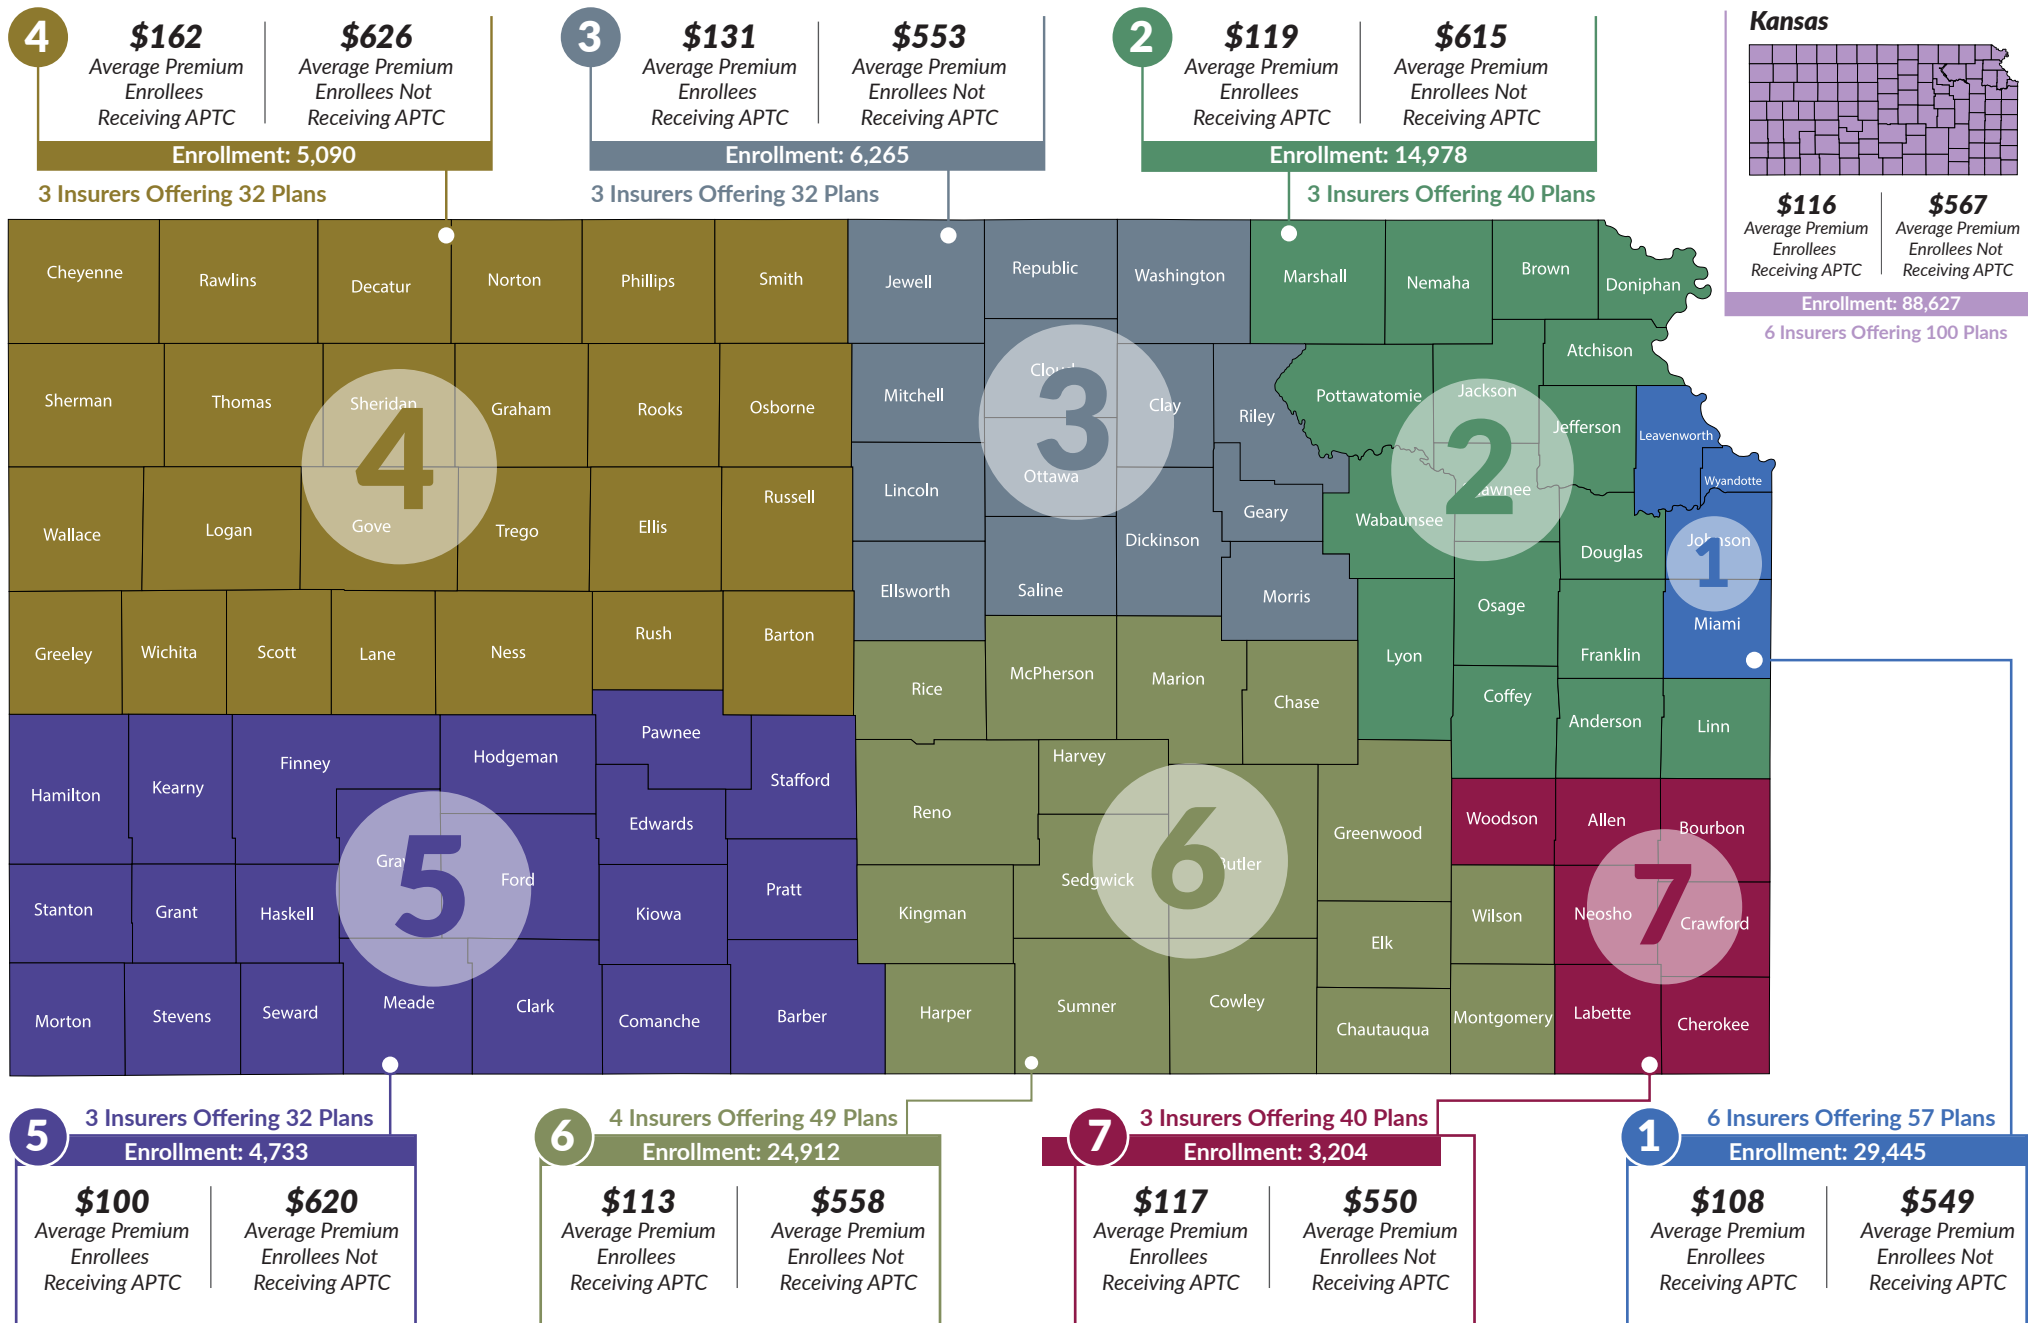 4
$162
Average Premium
Enrollees
Receiving APTC
$626
Average Premium
Enrollees Not
Receiving APTC
Enrollment: 5,090
3 Insurers Offering 32 Plans
3
$131
Average Premium
Enrollees
Receiving APTC
$553
Average Premium
Enrollees Not
Receiving APTC
Enrollment: 6,265
3 Insurers Offering 32 Plans
2
$119
Average Premium
Enrollees
Receiving APTC
$615
Average Premium
Enrollees Not
Receiving APTC
Enrollment: 14,978
3 Insurers Offering 40 Plans
Kansas
$116
Average Premium
Enrollees
Receiving APTC
$567
Average Premium
Enrollees Not
Receiving APTC
Enrollment: 88,627
6 Insurers Offering 100 Plans
Cheyenne
Rawlins
Decatur
Norton
Phillips
Smith
Jewell
Republic
Washington
Marshall
Nemaha
Brown
Doniphan
Sherman
Thomas
Sheridan
Graham
Rooks
Osborne
Mitchell
Cloud
Clay
Riley
Pottawatomie
Jackson
Atchison
Jefferson
Leavenworth
Wyandotte
4
3
2
1
Wallace
Logan
Gove
Trego
Ellis
Russell
Lincoln
Ottawa
Dickinson
Geary
Wabaunsee
Douglas
Johnson
Ellsworth
Saline
Morris
Osage
Miami
Greeley
Wichita
Scott
Lane
Ness
Rush
Barton
Rice
McPherson
Marion
Chase
Lyon
Franklin
Coffey
Anderson
Linn
Hamilton
Kearny
Finney
Hodgeman
Pawnee
Stafford
Edwards
Reno
Harvey
Greenwood
Woodson
Allen
Bourbon
Gray
Ford
5
6
7
Stanton
Grant
Haskell
Kiowa
Pratt
Kingman
Sedgwick
Butler
Elk
Wilson
Neosho
Crawford
Morton
Stevens
Seward
Meade
Clark
Comanche
Barber
Harper
Sumner
Cowley
Chautauqua
Montgomery
Labette
Cherokee
5
3 Insurers Offering 32 Plans
Enrollment: 4,733
$100
Average Premium
Enrollees
Receiving APTC
$620
Average Premium
Enrollees Not
Receiving APTC
6
4 Insurers Offering 49 Plans
Enrollment: 24,912
$113
Average Premium
Enrollees
Receiving APTC
$558
Average Premium
Enrollees Not
Receiving APTC
7
3 Insurers Offering 40 Plans
Enrollment: 3,204
$117
Average Premium
Enrollees
Receiving APTC
$550
Average Premium
Enrollees Not
Receiving APTC
1
6 Insurers Offering 57 Plans
Enrollment: 29,445
$108
Average Premium
Enrollees
Receiving APTC
$549
Average Premium
Enrollees Not
Receiving APTC